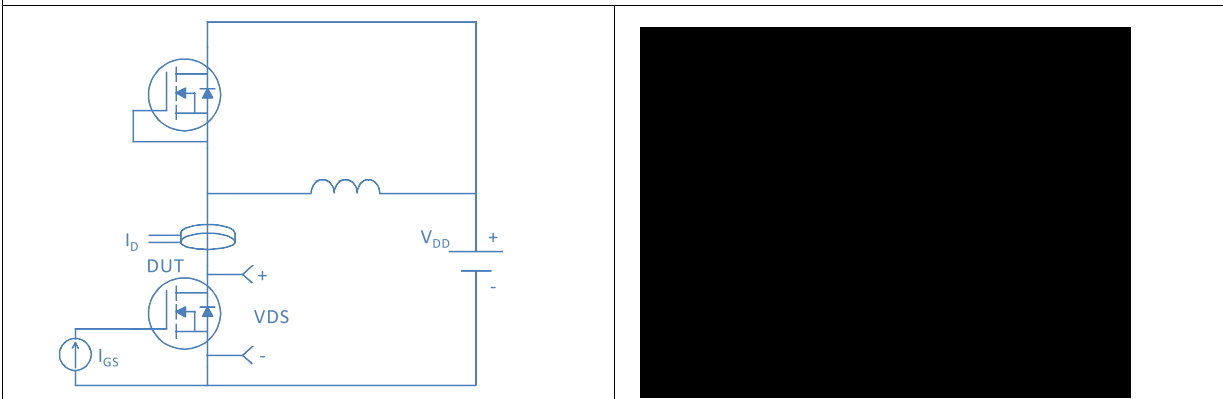 I_D
DUT
+
VDS
-
I_GS
V_DD +
-